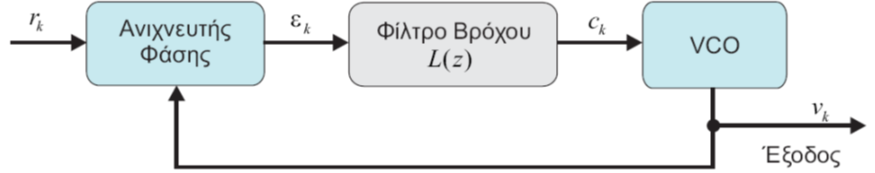 r_k
Ανιχνευτής
Φάσης
ε_k
Φίλτρο Βρόχου
L(z)
c_k
VCO
v_k
Έξοδος